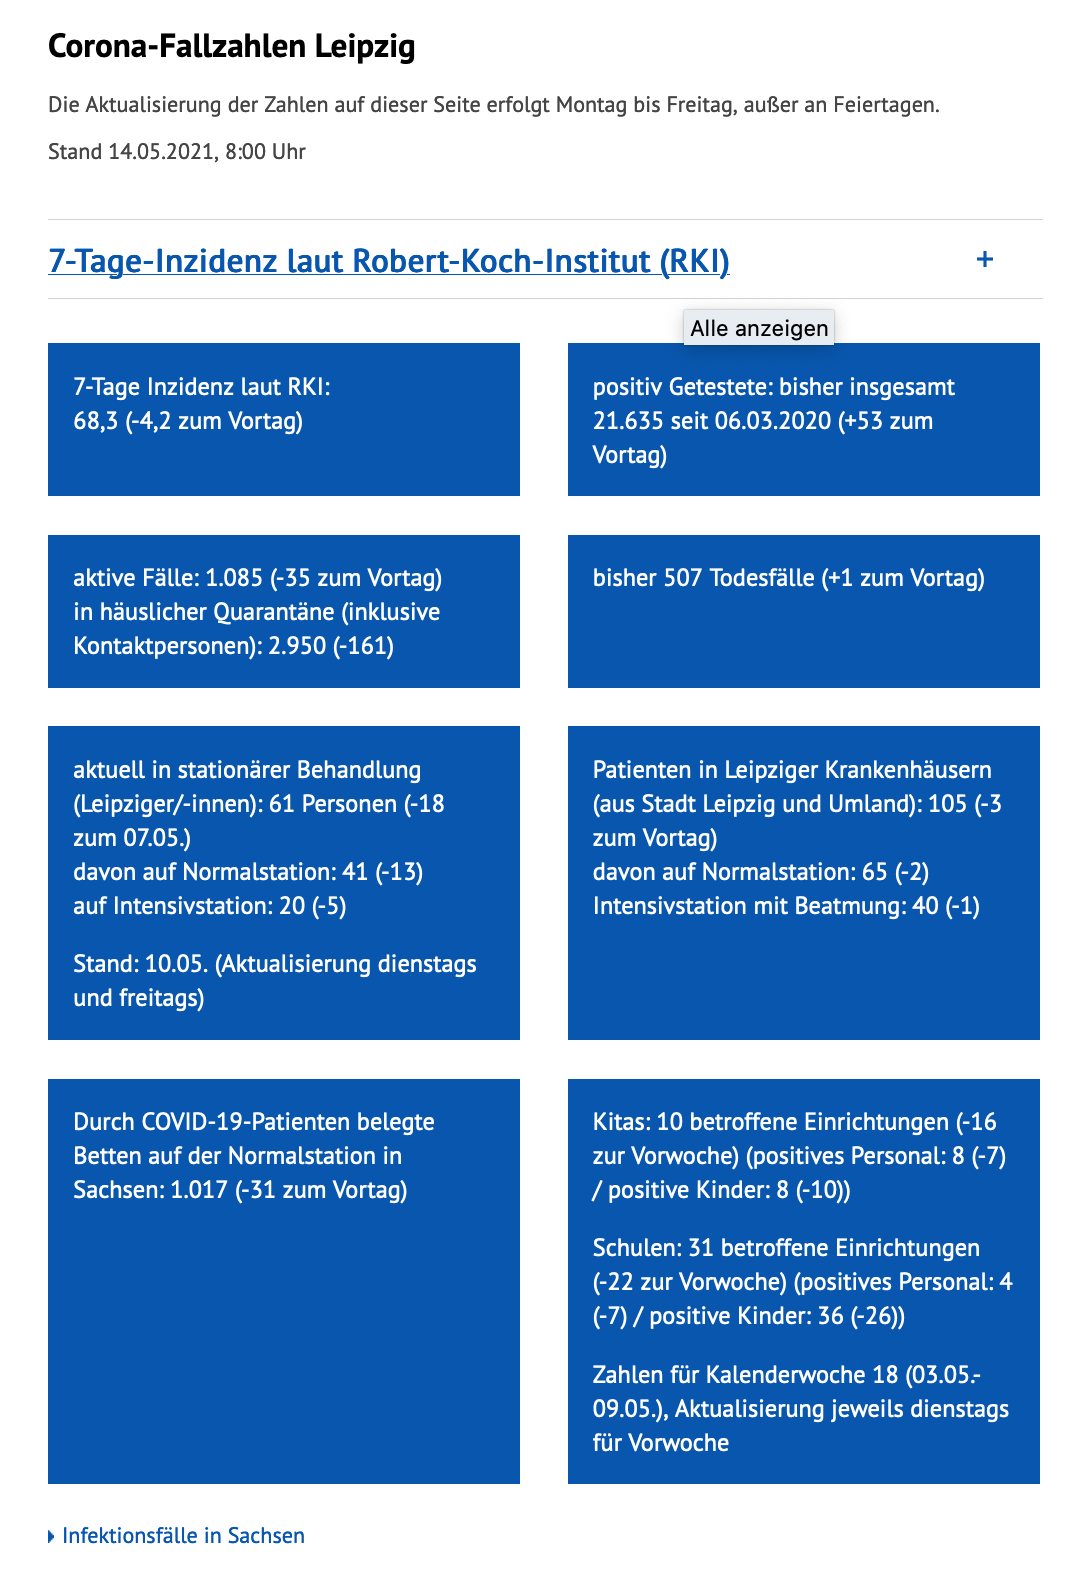 Corona-Fallzahlen Leipzig
Die Aktualisierung der Zahlen auf dieser Seite erfolgt Montag bis Freitag, außer an Feiertagen.
Stand 14.05.2021, 8:00 Uhr
7-Tage-Inzidenz laut Robert-Koch-Institut (RKI)
+
Alle anzeigen
7-Tage Inzidenz laut RKI:
68,3 (-4,2 zum Vortag)
positiv Getestete: bisher insgesamt
21.635 seit 06.03.2020 (+53 zum
Vortag)
aktive Fälle: 1.085 (-35 zum Vortag)
in häuslicher Quarantäne (inklusive
Kontaktpersonen): 2.950 (-161)
bisher 507 Todesfälle (+1 zum Vortag)
aktuell in stationärer Behandlung
(Leipziger/-innen): 61 Personen (-18
zum 07.05.)
davon auf Normalstation: 41 (-13)
auf Intensivstation: 20 (-5)
Stand: 10.05. (Aktualisierung dienstags
und freitags)
Patienten in Leipziger Krankenhäusern
(aus Stadt Leipzig und Umland): 105 (-3
zum Vortag)
davon auf Normalstation: 65 (-2)
Intensivstation mit Beatmung: 40 (-1)
Durch COVID-19-Patienten belegte
Betten auf der Normalstation in
Sachsen: 1.017 (-31 zum Vortag)
Kitas: 10 betroffene Einrichtungen (-16
zur Vorwoche) (positives Personal: 8 (-7)
/ positive Kinder: 8 (-10))
Schulen: 31 betroffene Einrichtungen
(-22 zur Vorwoche) (positives Personal: 4
(-7) / positive Kinder: 36 (-26))
Zahlen für Kalenderwoche 18 (03.05.-
09.05.), Aktualisierung jeweils dienstags
für Vorwoche
Infektionsfälle in Sachsen